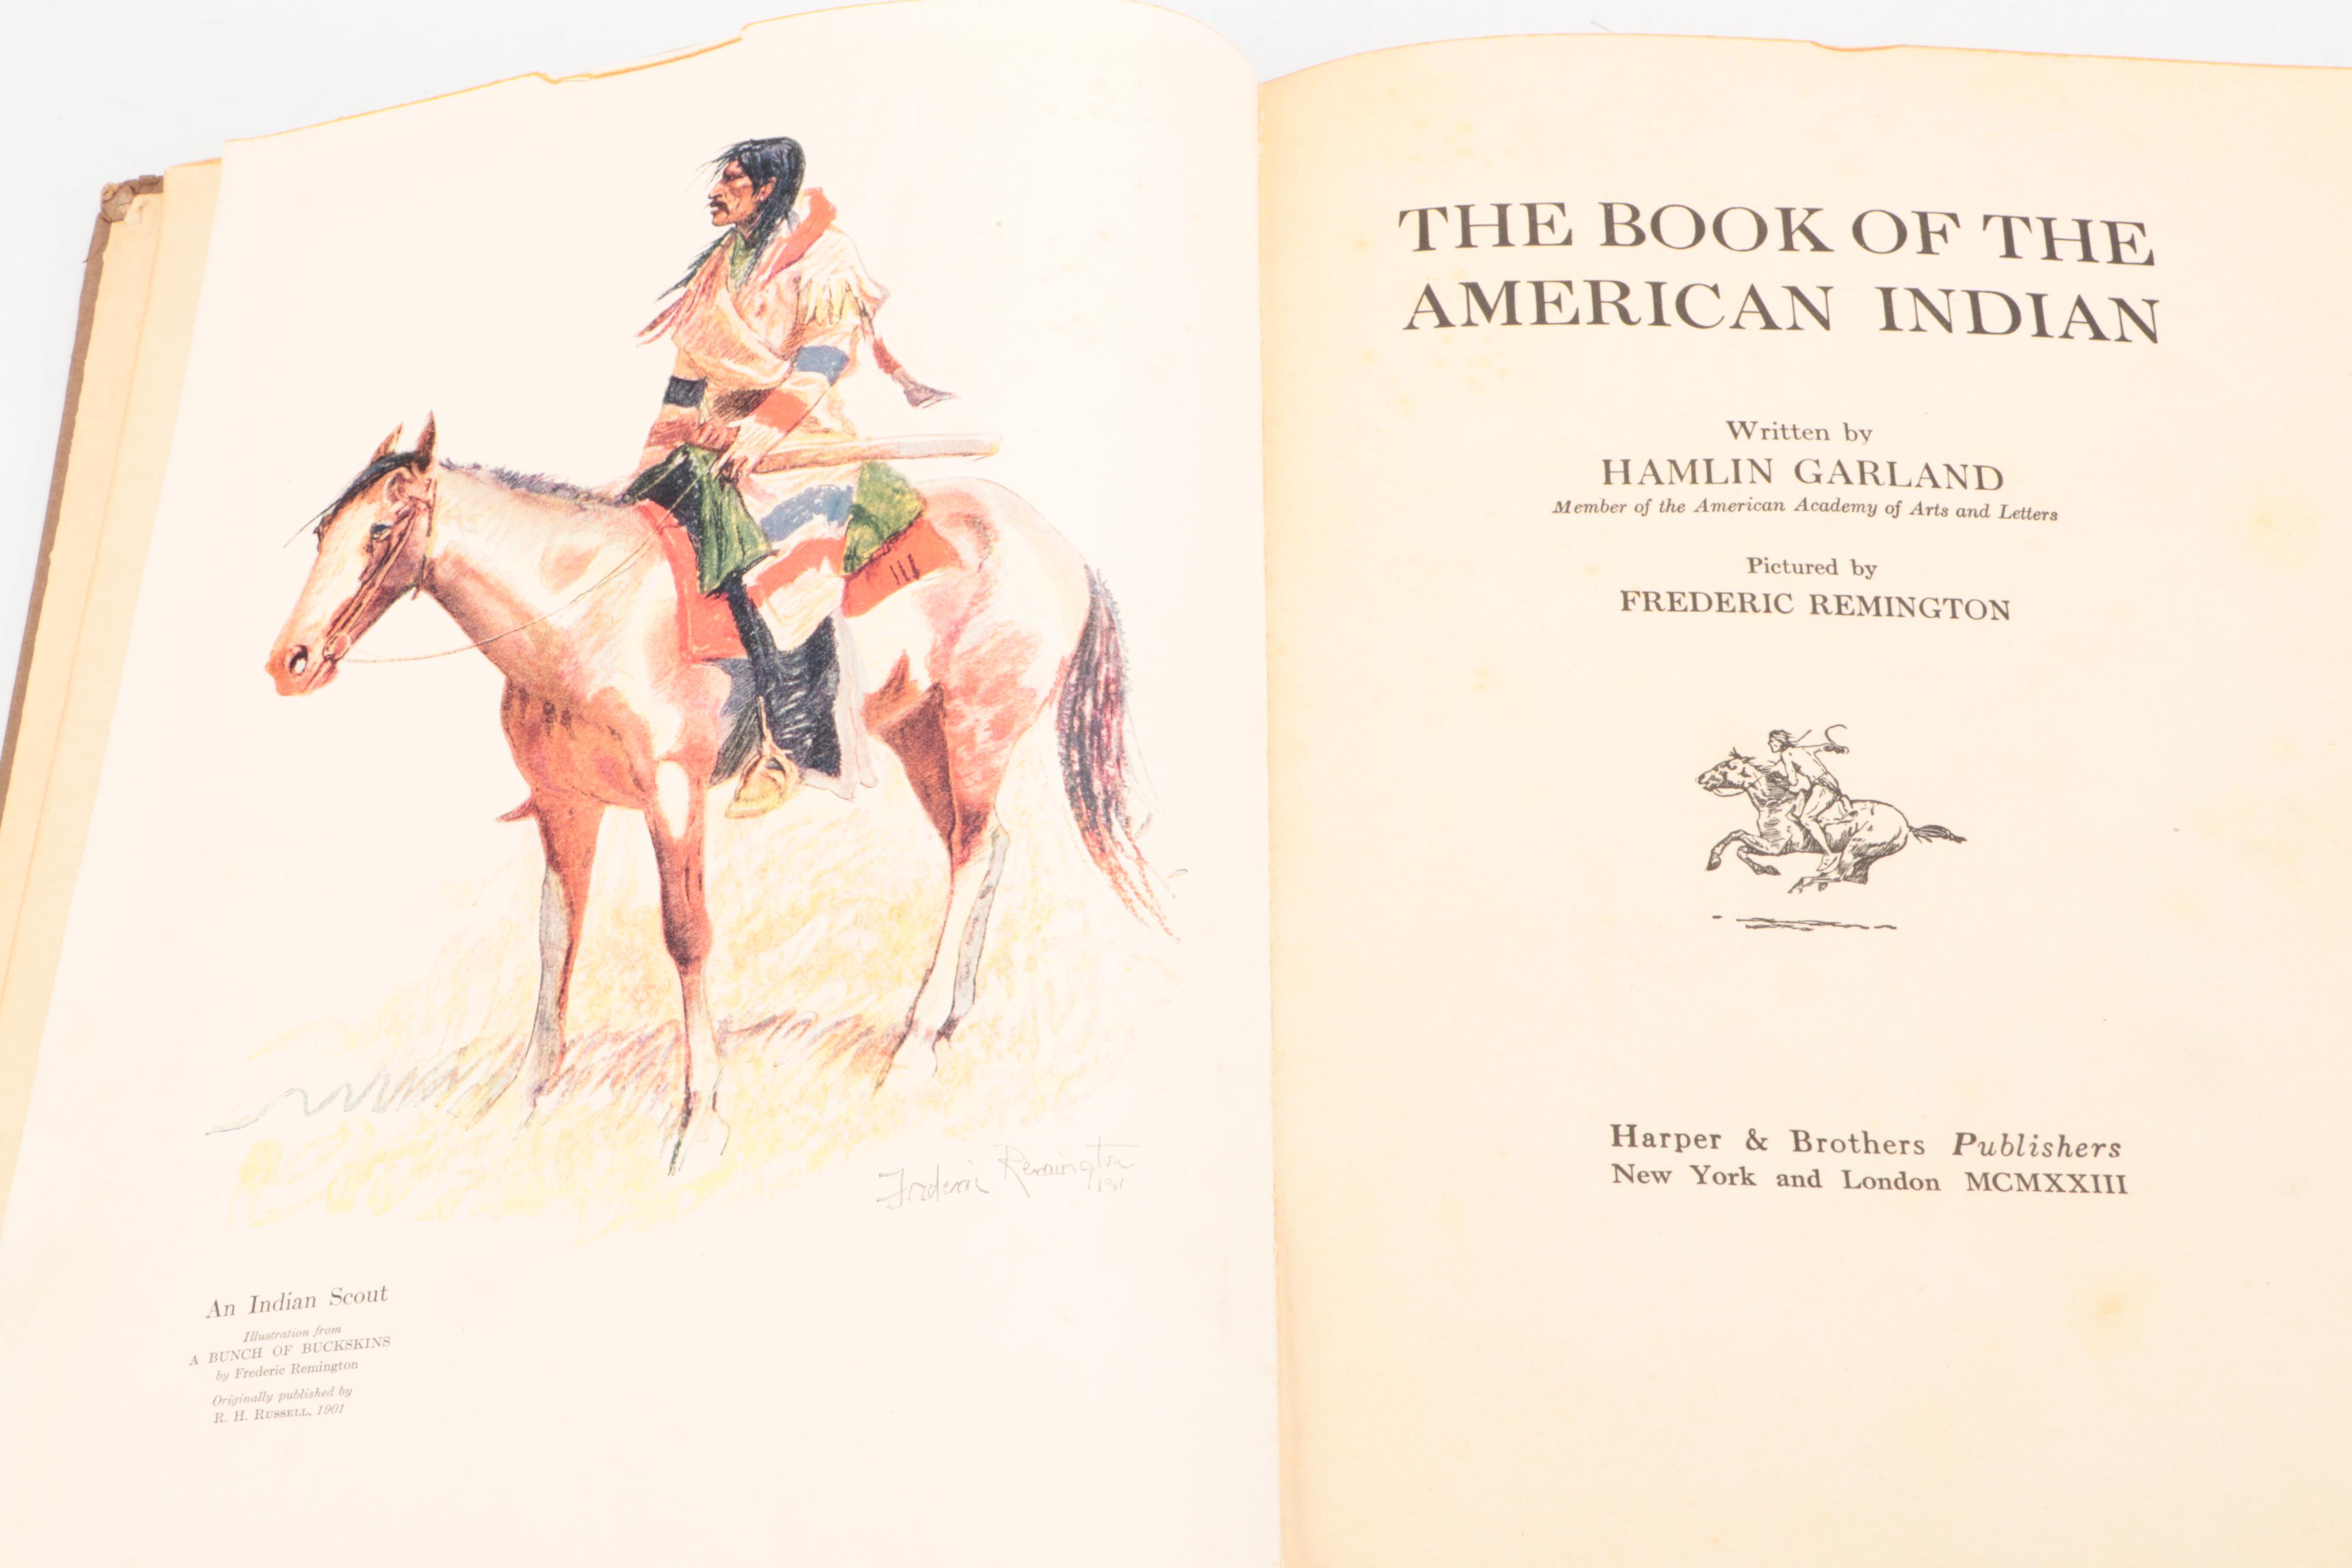 Frederic Remington
1901
An Indian Scout
Illustration from
A BUNCH OF BUCKSKINS
by Frederic Remington
Originally published by
R. H. RUSSELL, 1901
THE BOOK OF THE
AMERICAN INDIAN
Written by
HAMLIN GARLAND
Member of the American Academy of Arts and Letters
Pictured by
FREDERIC REMINGTON
Harper & Brothers Publishers
New York and London MCMXXIII